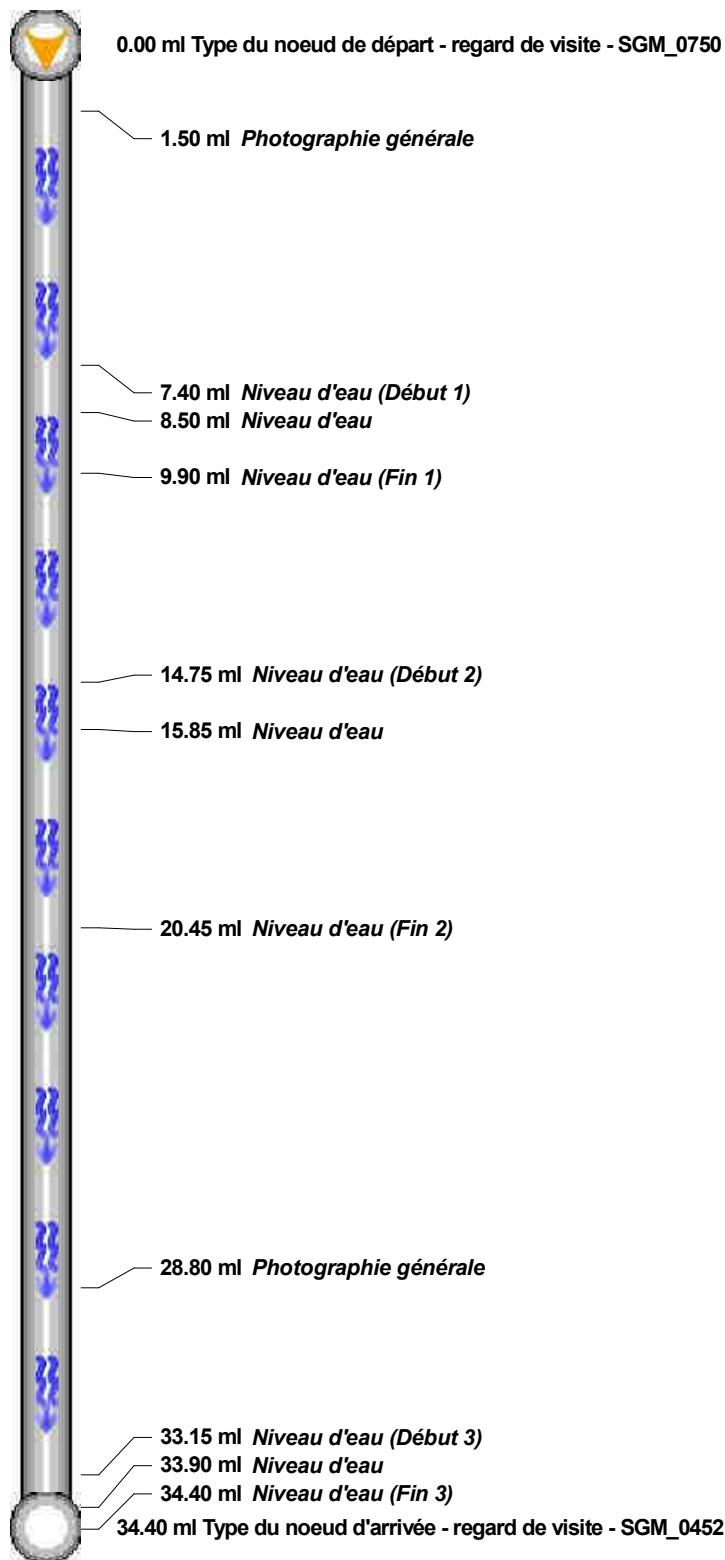 0.00 ml Type du noeud de départ - regard de visite - SGM_0750
1.50 ml Photographie générale
7.40 ml Niveau d'eau (Début 1)
8.50 ml Niveau d'eau
9.90 ml Niveau d'eau (Fin 1)
14.75 ml Niveau d'eau (Début 2)
15.85 ml Niveau d'eau
20.45 ml Niveau d'eau (Fin 2)
28.80 ml Photographie générale
33.15 ml Niveau d'eau (Début 3)
33.90 ml Niveau d'eau
34.40 ml Niveau d'eau (Fin 3)
34.40 ml Type du noeud d'arrivée - regard de visite - SGM_0452